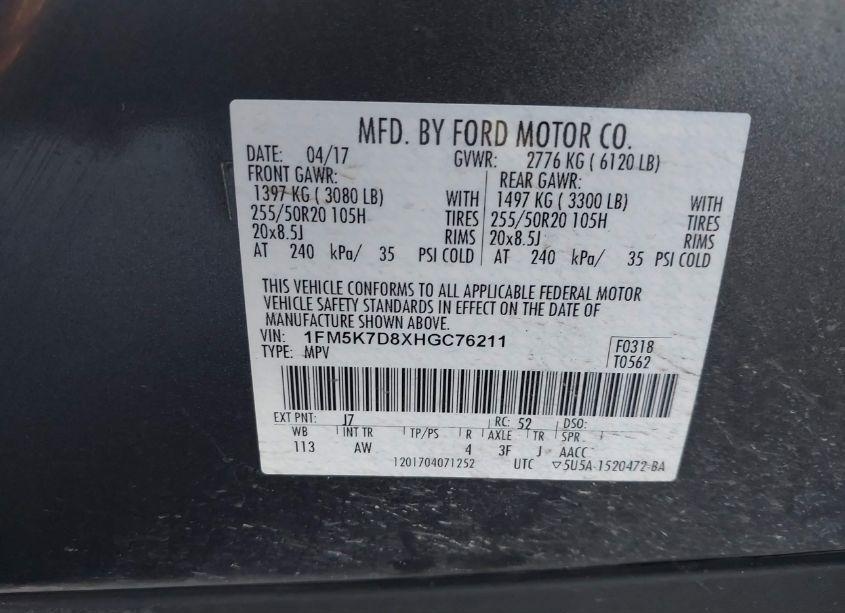 MFD. BY FORD MOTOR CO.
DATE: 04/17 GVWR: 2776 KG ( 6120 LB)
FRONT GAWR: REAR GAWR:
1397 KG ( 3080 LB) WITH 1497 KG ( 3300 LB) WITH
255/50R20 105H TIRES 255/50R20 105H TIRES
20x8.5J RIMS 20x8.5J RIMS
AT 240 kPa/ 35 PSI COLD AT 240 kPa/ 35 PSI COLD
THIS VEHICLE CONFORMS TO ALL APPLICABLE FEDERAL MOTOR
VEHICLE SAFETY STANDARDS IN EFFECT ON THE DATE OF
MANUFACTURE SHOWN ABOVE.
VIN: 1FM5K7D8XHGC76211
TYPE: MPV
F0318
T0562
EXT PNT: J7 RC: 52 DSO:
WB INT TR TP/PS R AXLE TR SPR
113 AW 4 3F J AACC
1201704071252 UTC ▽5U5A-1520472-BA